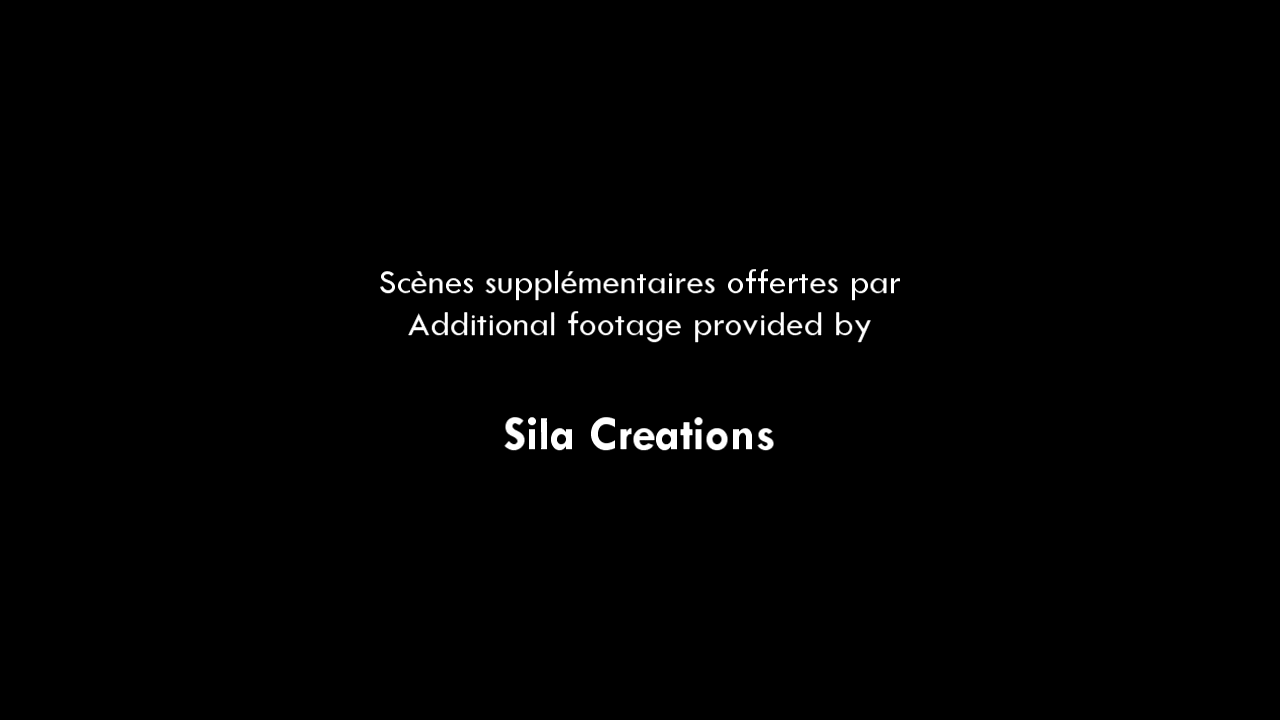 Scènes supplémentaires offertes par
Additional footage provided by
Sila Creations